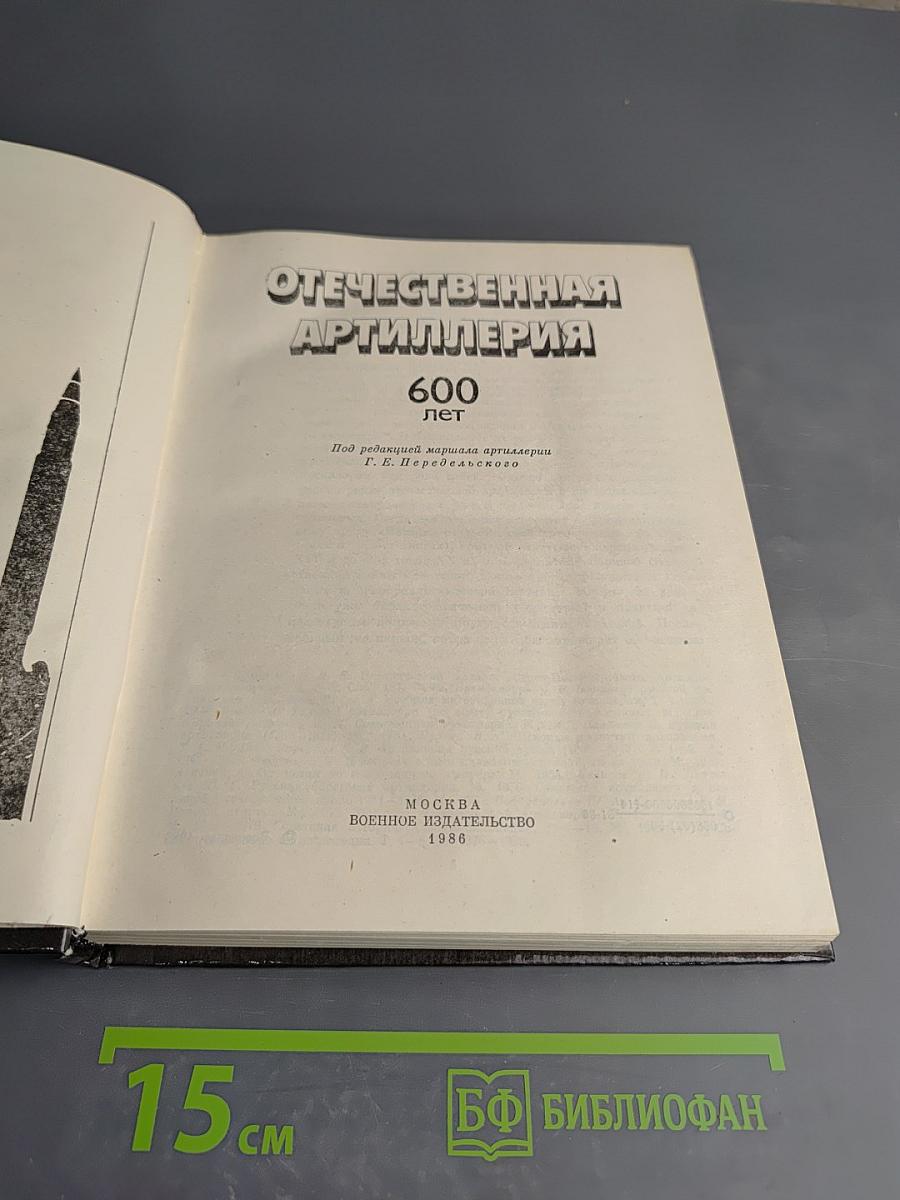 ОТЕЧЕСТВЕННАЯ
АРТИЛЛЕРИЯ
600
лет
Под редакцией маршала артиллерии
Г. Е. Передельского
МОСКВА
ВОЕННОЕ ИЗДАТЕЛЬСТВО
1986
15 см
БФ БИБЛИОФАН